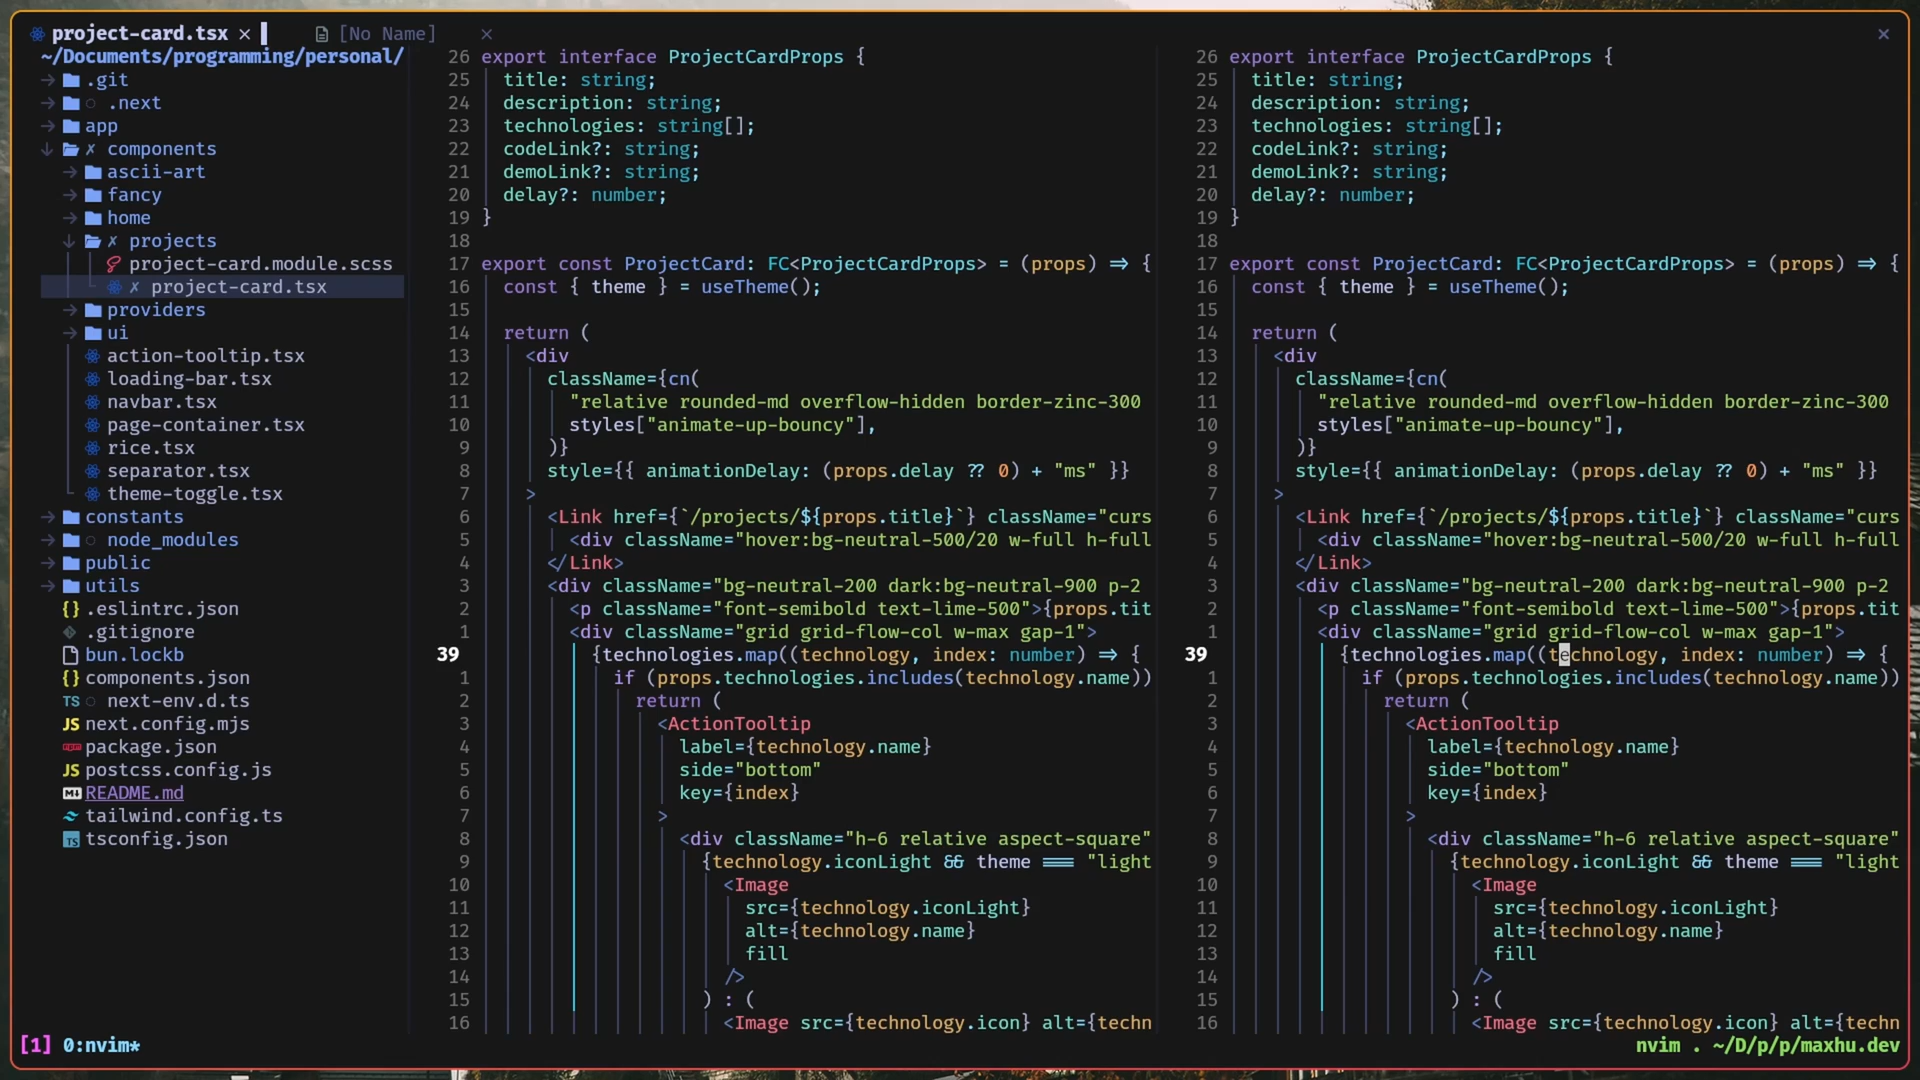 project-card.tsx × [No Name] × ×
~/Documents/programming/personal/
.git
.next
app
components
ascii-art
fancy
home
projects
project-card.module.scss
project-card.tsx
providers
ui
action-tooltip.tsx
loading-bar.tsx
navbar.tsx
page-container.tsx
rice.tsx
separator.tsx
theme-toggle.tsx
constants
node_modules
public
utils
{} .eslintrc.json
.gitignore
bun.lockb
{} components.json
TS next-env.d.ts
JS next.config.mjs
npm package.json
JS postcss.config.js
M README.md
tailwind.config.ts
TS tsconfig.json
26 export interface ProjectCardProps {
25 title: string;
24 description: string;
23 technologies: string[];
22 codeLink?: string;
21 demoLink?: string;
20 delay?: number;
19 }
18
17 export const ProjectCard: FC<ProjectCardProps> = (props) => {
16 const { theme } = useTheme();
15
14 return (
13 <div
12 className={cn(
11 "relative rounded-md overflow-hidden border-zinc-300
10 styles["animate-up-bouncy"],
9 )}
8 style={{ animationDelay: (props.delay ?? 0) + "ms" }}
7 >
6 <Link href={`/projects/${props.title}`} className="curs
5 <div className="hover:bg-neutral-500/20 w-full h-full
4 </Link>
3 <div className="bg-neutral-200 dark:bg-neutral-900 p-2
2 <p className="font-semibold text-lime-500">{props.tit
1 <div className="grid grid-flow-col w-max gap-1">
39 {technologies.map((technology, index: number) => {
1 if (props.technologies.includes(technology.name))
2 return (
3 <ActionTooltip
4 label={technology.name}
5 side="bottom"
6 key={index}
7 >
8 <div className="h-6 relative aspect-square"
9 {technology.iconLight && theme === "light
10 <Image
11 src={technology.iconLight}
12 alt={technology.name}
13 fill
14 />
15 ) : (
16 <Image src={technology.icon} alt={techn
26 export interface ProjectCardProps {
25 title: string;
24 description: string;
23 technologies: string[];
22 codeLink?: string;
21 demoLink?: string;
20 delay?: number;
19 }
18
17 export const ProjectCard: FC<ProjectCardProps> = (props) => {
16 const { theme } = useTheme();
15
14 return (
13 <div
12 className={cn(
11 "relative rounded-md overflow-hidden border-zinc-300
10 styles["animate-up-bouncy"],
9 )}
8 style={{ animationDelay: (props.delay ?? 0) + "ms" }}
7 >
6 <Link href={`/projects/${props.title}`} className="curs
5 <div className="hover:bg-neutral-500/20 w-full h-full
4 </Link>
3 <div className="bg-neutral-200 dark:bg-neutral-900 p-2
2 <p className="font-semibold text-lime-500">{props.tit
1 <div className="grid grid-flow-col w-max gap-1">
39 {technologies.map((technology, index: number) => {
1 if (props.technologies.includes(technology.name))
2 return (
3 <ActionTooltip
4 label={technology.name}
5 side="bottom"
6 key={index}
7 >
8 <div className="h-6 relative aspect-square"
9 {technology.iconLight && theme === "light
10 <Image
11 src={technology.iconLight}
12 alt={technology.name}
13 fill
14 />
15 ) : (
16 <Image src={technology.icon} alt={techn
[1] 0:nvim* nvim . ~/D/p/p/maxhu.dev